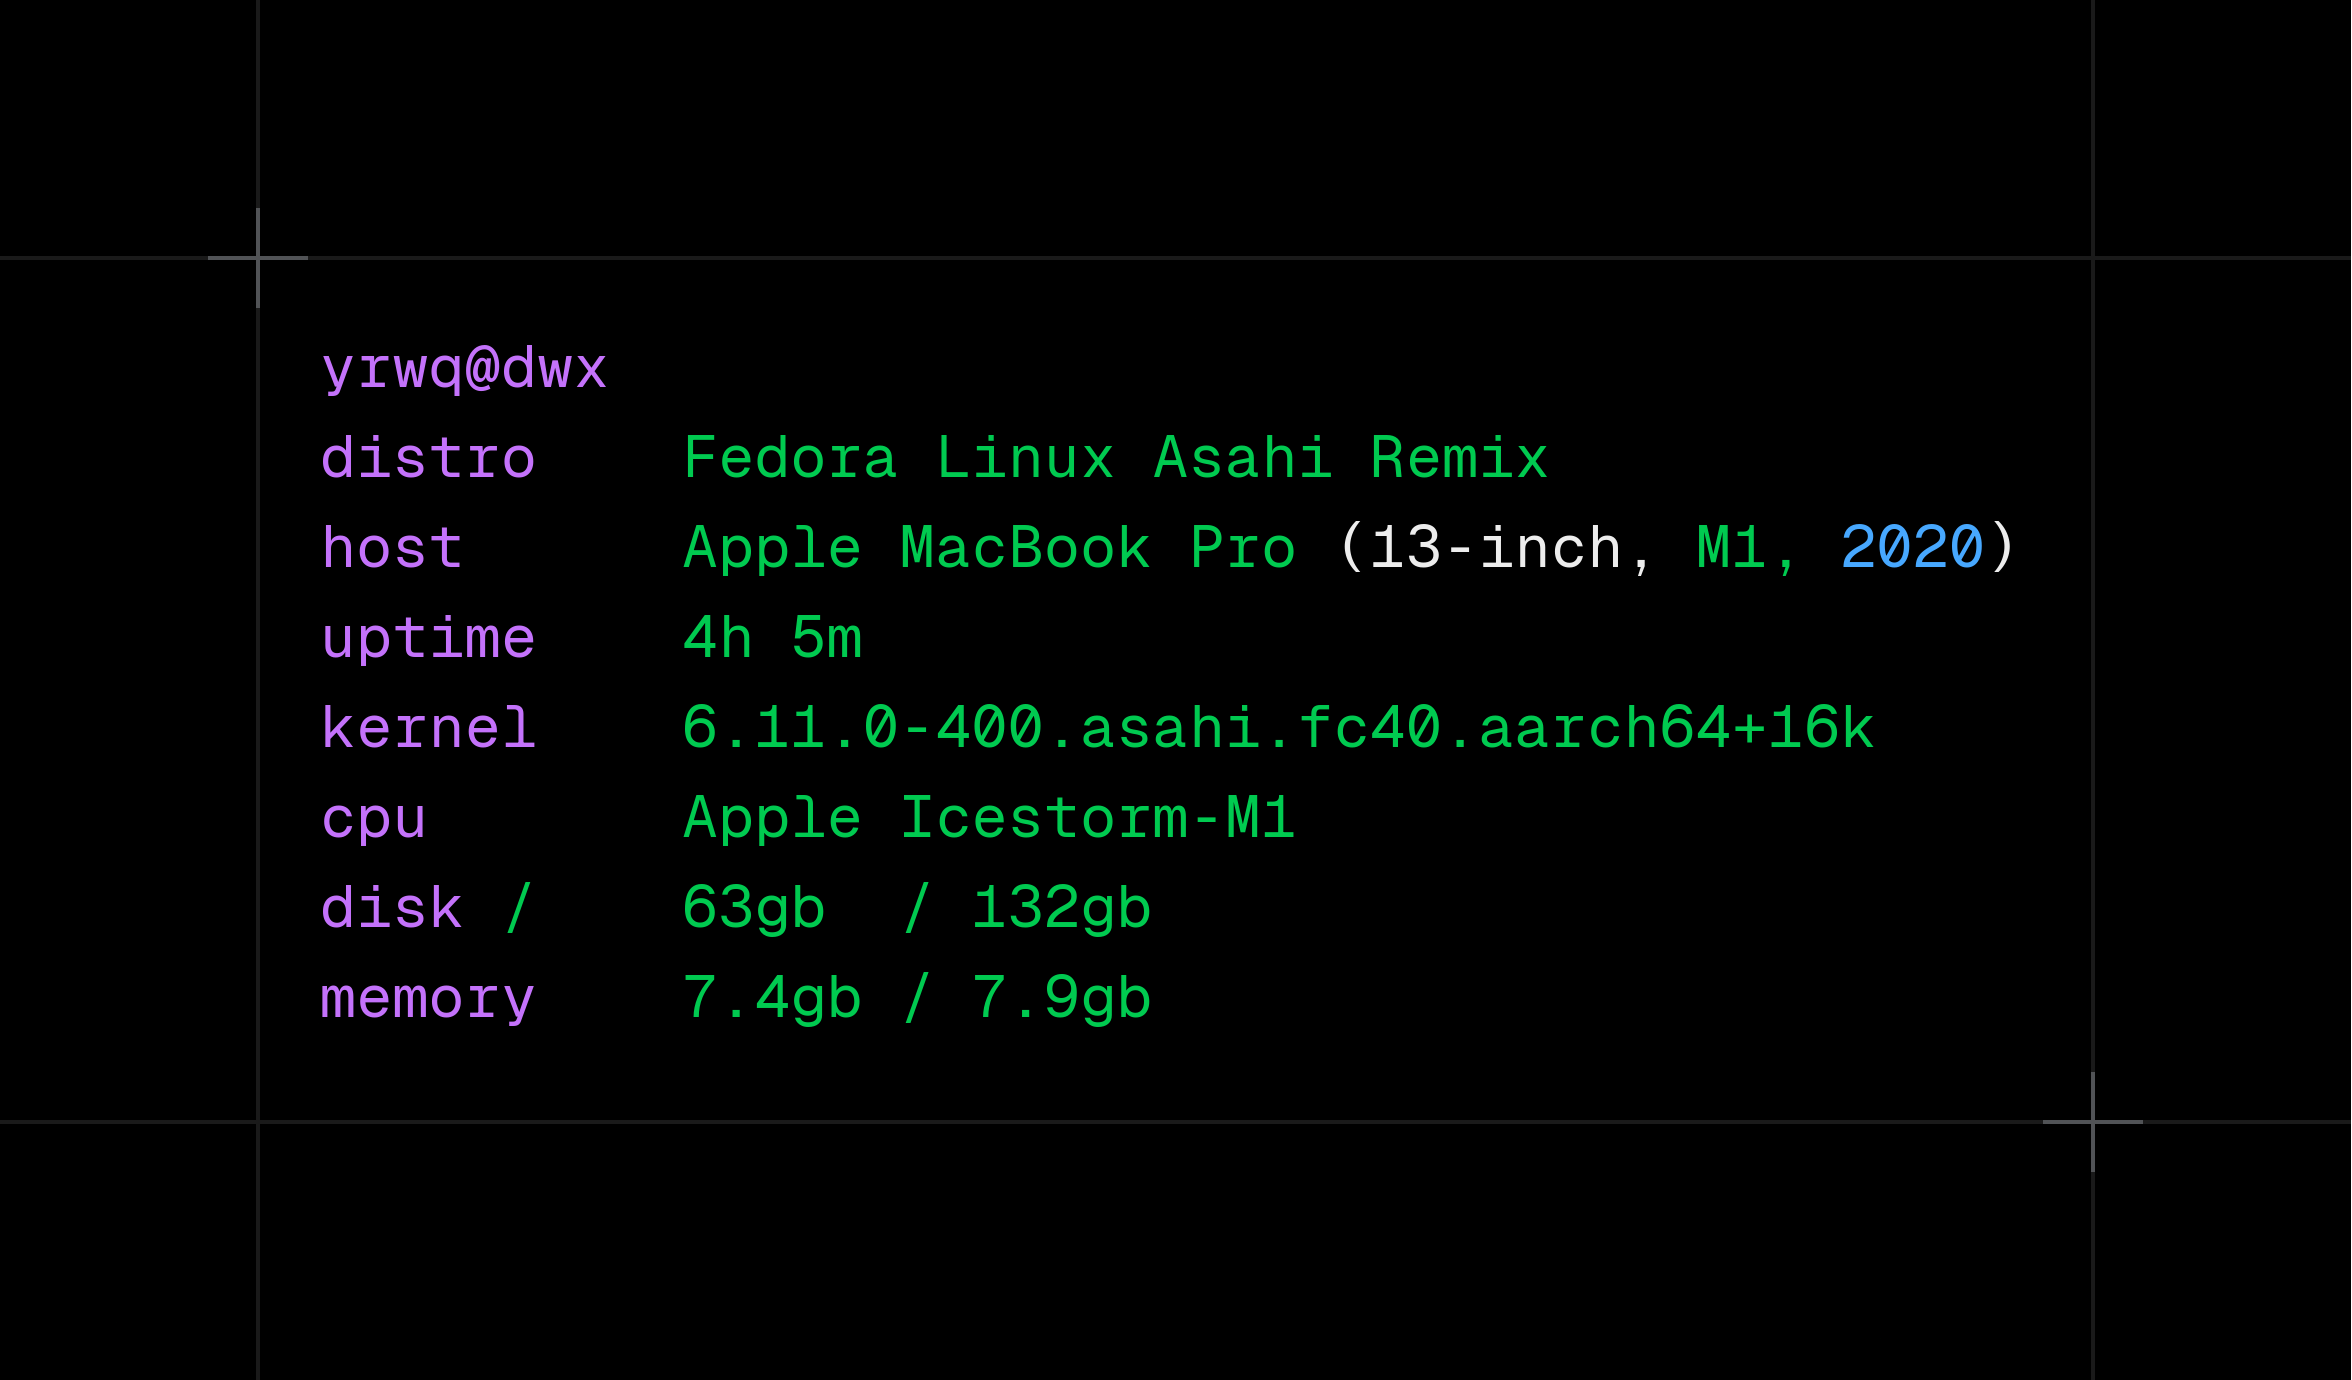 yrwq@dwx
distro    Fedora Linux Asahi Remix
host      Apple MacBook Pro (13-inch, M1, 2020)
uptime    4h 5m
kernel    6.11.0-400.asahi.fc40.aarch64+16k
cpu       Apple Icestorm-M1
disk /    63gb  / 132gb
memory    7.4gb / 7.9gb